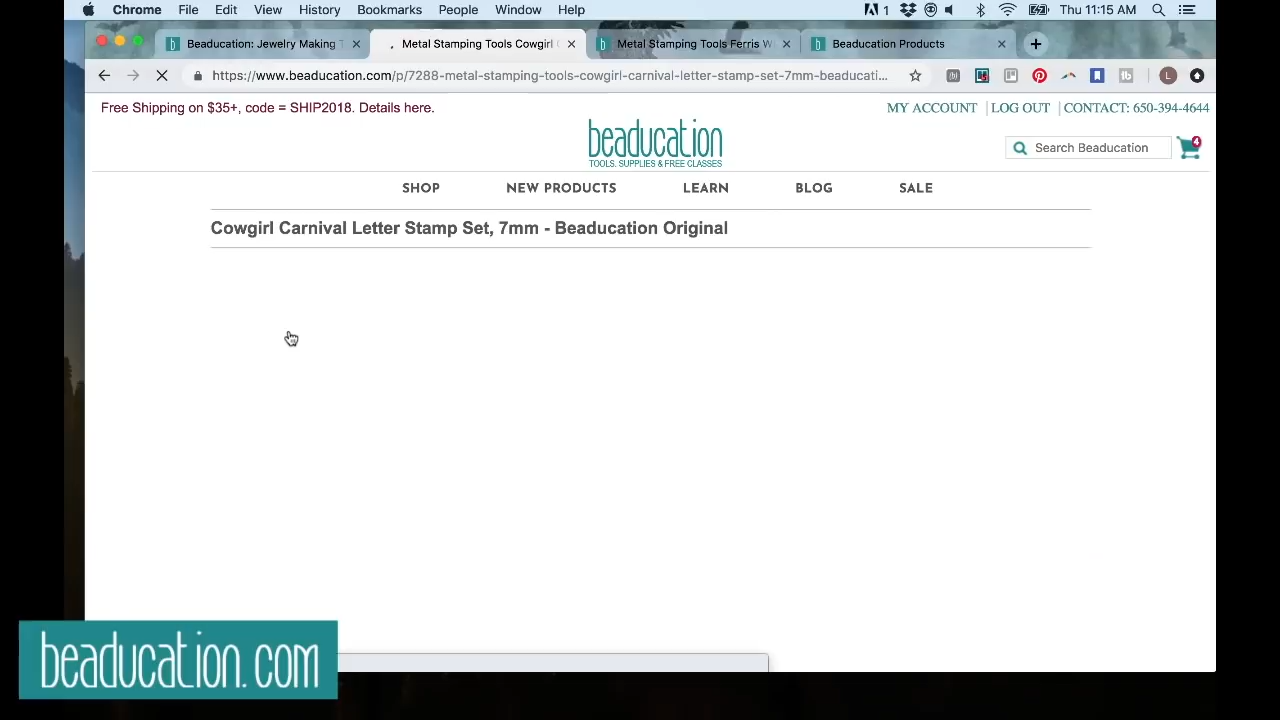 Chrome File Edit View History Bookmarks People Window Help 1 Thu 11:15 AM
Beaducation: Jewelry Making T Metal Stamping Tools Cowgirl Metal Stamping Tools Ferris W Beaducation Products
https://www.beaducation.com/p/7288-metal-stamping-tools-cowgirl-carnival-letter-stamp-set-7mm-beaducati... L
Free Shipping on $35+, code = SHIP2018. Details here. MY ACCOUNT | LOG OUT | CONTACT: 650-394-4644
beaducation
TOOLS, SUPPLIES & FREE CLASSES
Search Beaducation 4
SHOP NEW PRODUCTS LEARN BLOG SALE
Cowgirl Carnival Letter Stamp Set, 7mm - Beaducation Original
beaducation.com